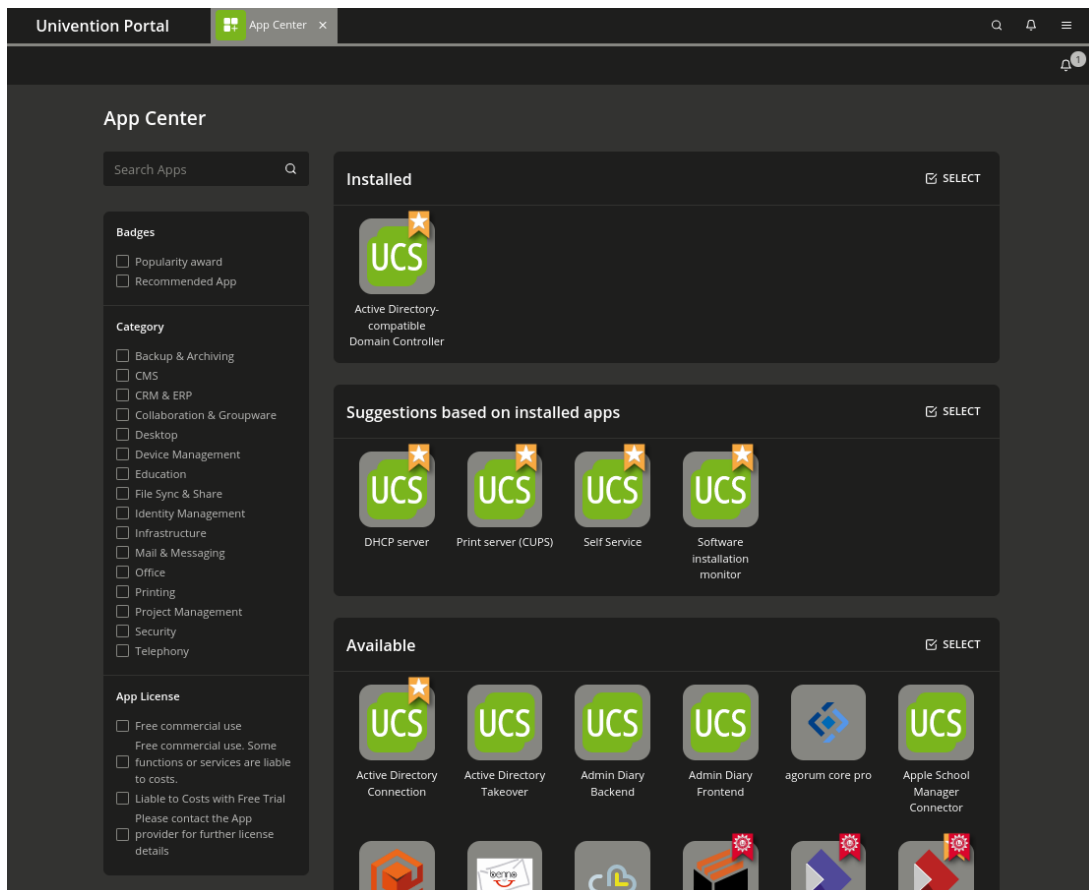 Univention Portal
App Center
1
App Center
Search Apps
Badges
Popularity award
Recommended App
Category
Backup & Archiving
CMS
CRM & ERP
Collaboration & Groupware
Desktop
Device Management
Education
File Sync & Share
Identity Management
Infrastructure
Mail & Messaging
Office
Printing
Project Management
Security
Telephony
App License
Free commercial use
Free commercial use. Some
functions or services are liable
to costs.
Liable to Costs with Free Trial
Please contact the App
provider for further license
details
Installed
SELECT
UCS
Active Directory-
compatible
Domain Controller
Suggestions based on installed apps
SELECT
UCS
DHCP server
UCS
Print server (CUPS)
UCS
Self Service
UCS
Software
installation
monitor
Available
SELECT
UCS
Active Directory
Connection
UCS
Active Directory
Takeover
UCS
Admin Diary
Backend
UCS
Admin Diary
Frontend
agorum core pro
UCS
Apple School
Manager
Connector
benno